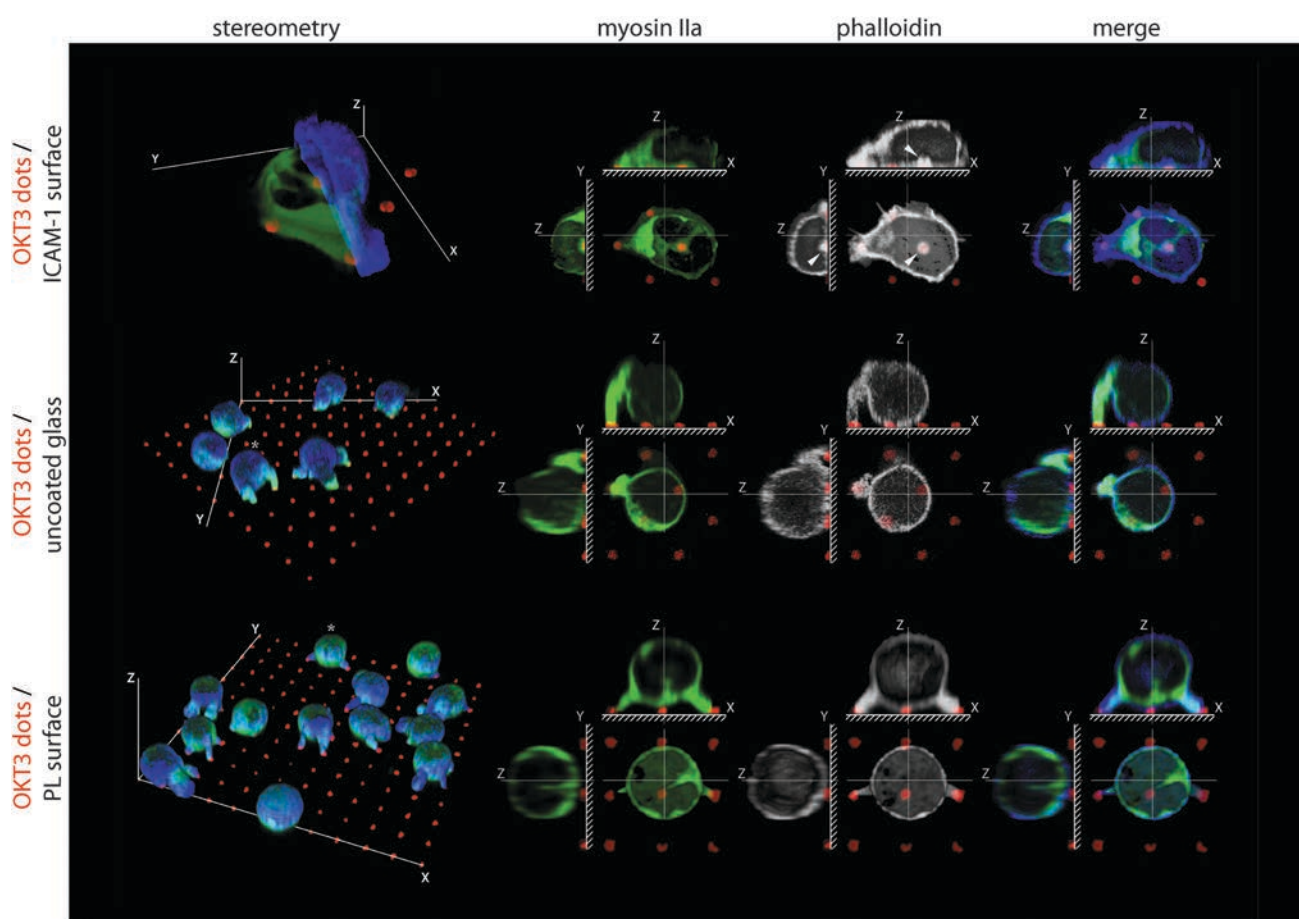 stereometry myosin IIa phalloidin merge
OKT3 dots /
ICAM-1 surface
Z
Y
X
Z
X
Y
Z
Z
X
Y
Z
Z
X
Y
Z
OKT3 dots /
uncoated glass
Z
X
Y
*
Z
X
Y
Z
Z
X
Y
Z
Z
X
Y
Z
OKT3 dots /
PL surface
Y
*
Z
X
Z
X
Y
Z
Z
X
Y
Z
Z
X
Y
Z